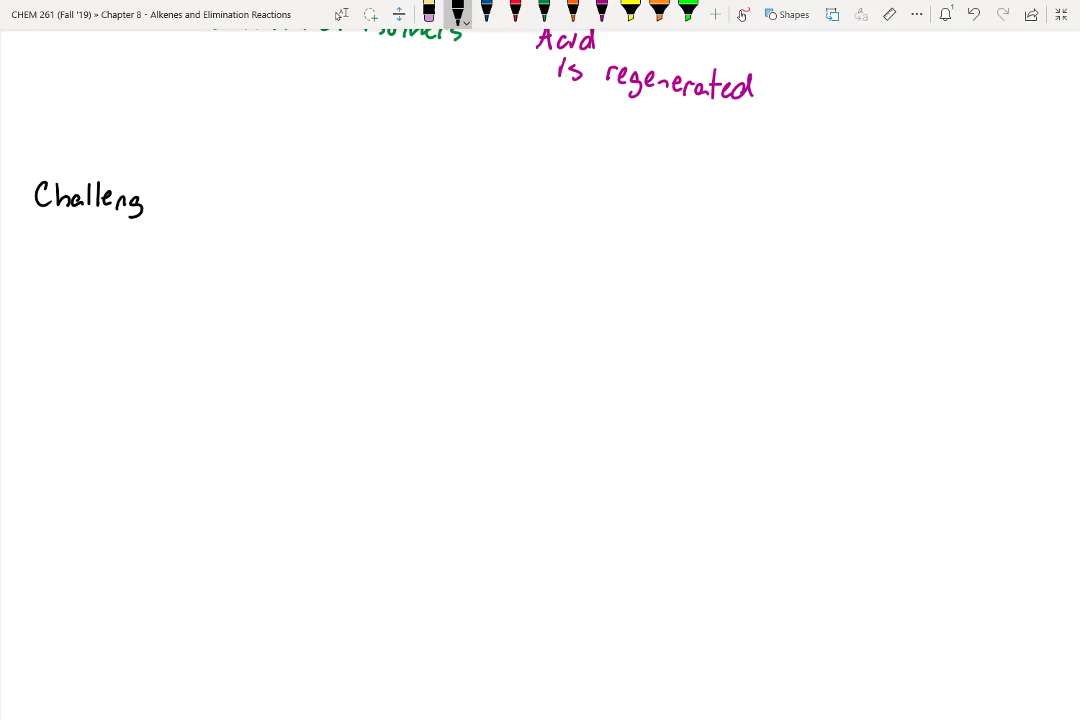 CHEM 261 (Fall '19) » Chapter 8 - Alkenes and Elimination Reactions
Shapes
Acid
is regenerated
Challeng